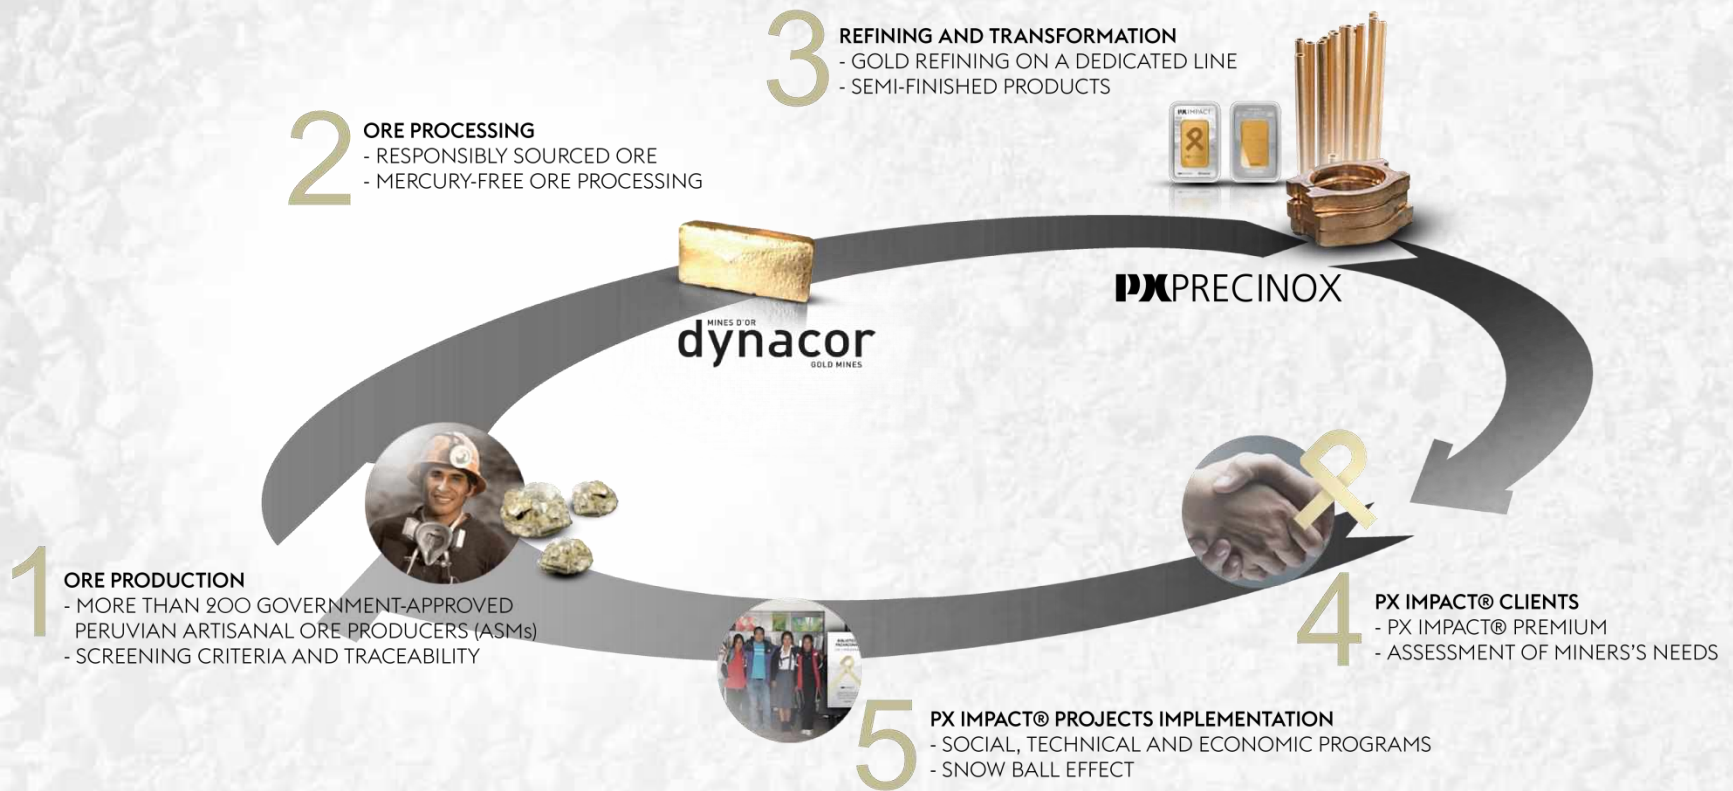 1
ORE PRODUCTION
- MORE THAN 200 GOVERNMENT-APPROVED
PERUVIAN ARTISANAL ORE PRODUCERS (ASMs)
- SCREENING CRITERIA AND TRACEABILITY
2
ORE PROCESSING
- RESPONSIBLY SOURCED ORE
- MERCURY-FREE ORE PROCESSING
MINES D'OR
dynacor
GOLD MINES
3
REFINING AND TRANSFORMATION
- GOLD REFINING ON A DEDICATED LINE
- SEMI-FINISHED PRODUCTS
PX IMPACT
PXPRECINOX
4
PX IMPACT® CLIENTS
- PX IMPACT® PREMIUM
- ASSESSMENT OF MINERS'S NEEDS
5
PX IMPACT® PROJECTS IMPLEMENTATION
- SOCIAL, TECHNICAL AND ECONOMIC PROGRAMS
- SNOW BALL EFFECT